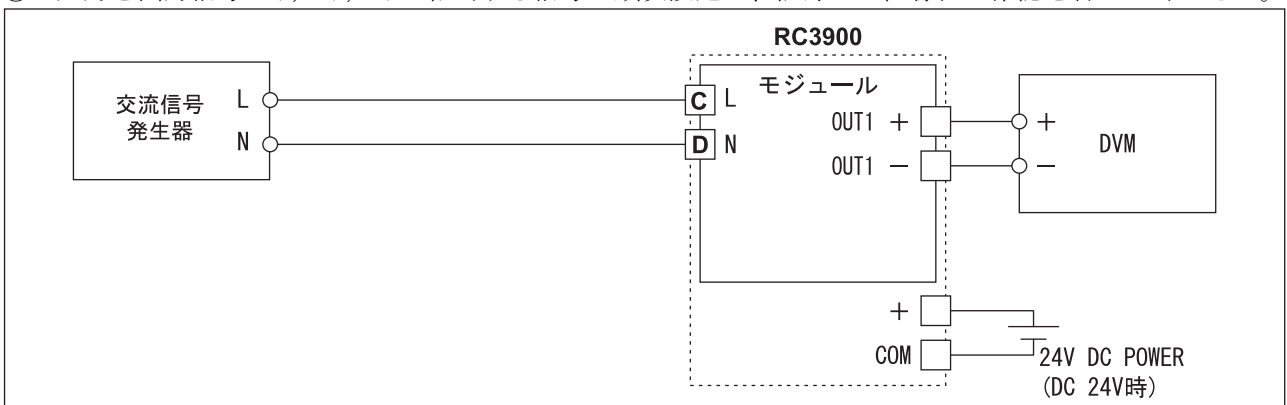 RC3900
交流信号
発生器
L
N
C
L
D
N
モジュール
OUT1 +
OUT1 −
+
−
DVM
+
COM
24V DC POWER
(DC 24V時)